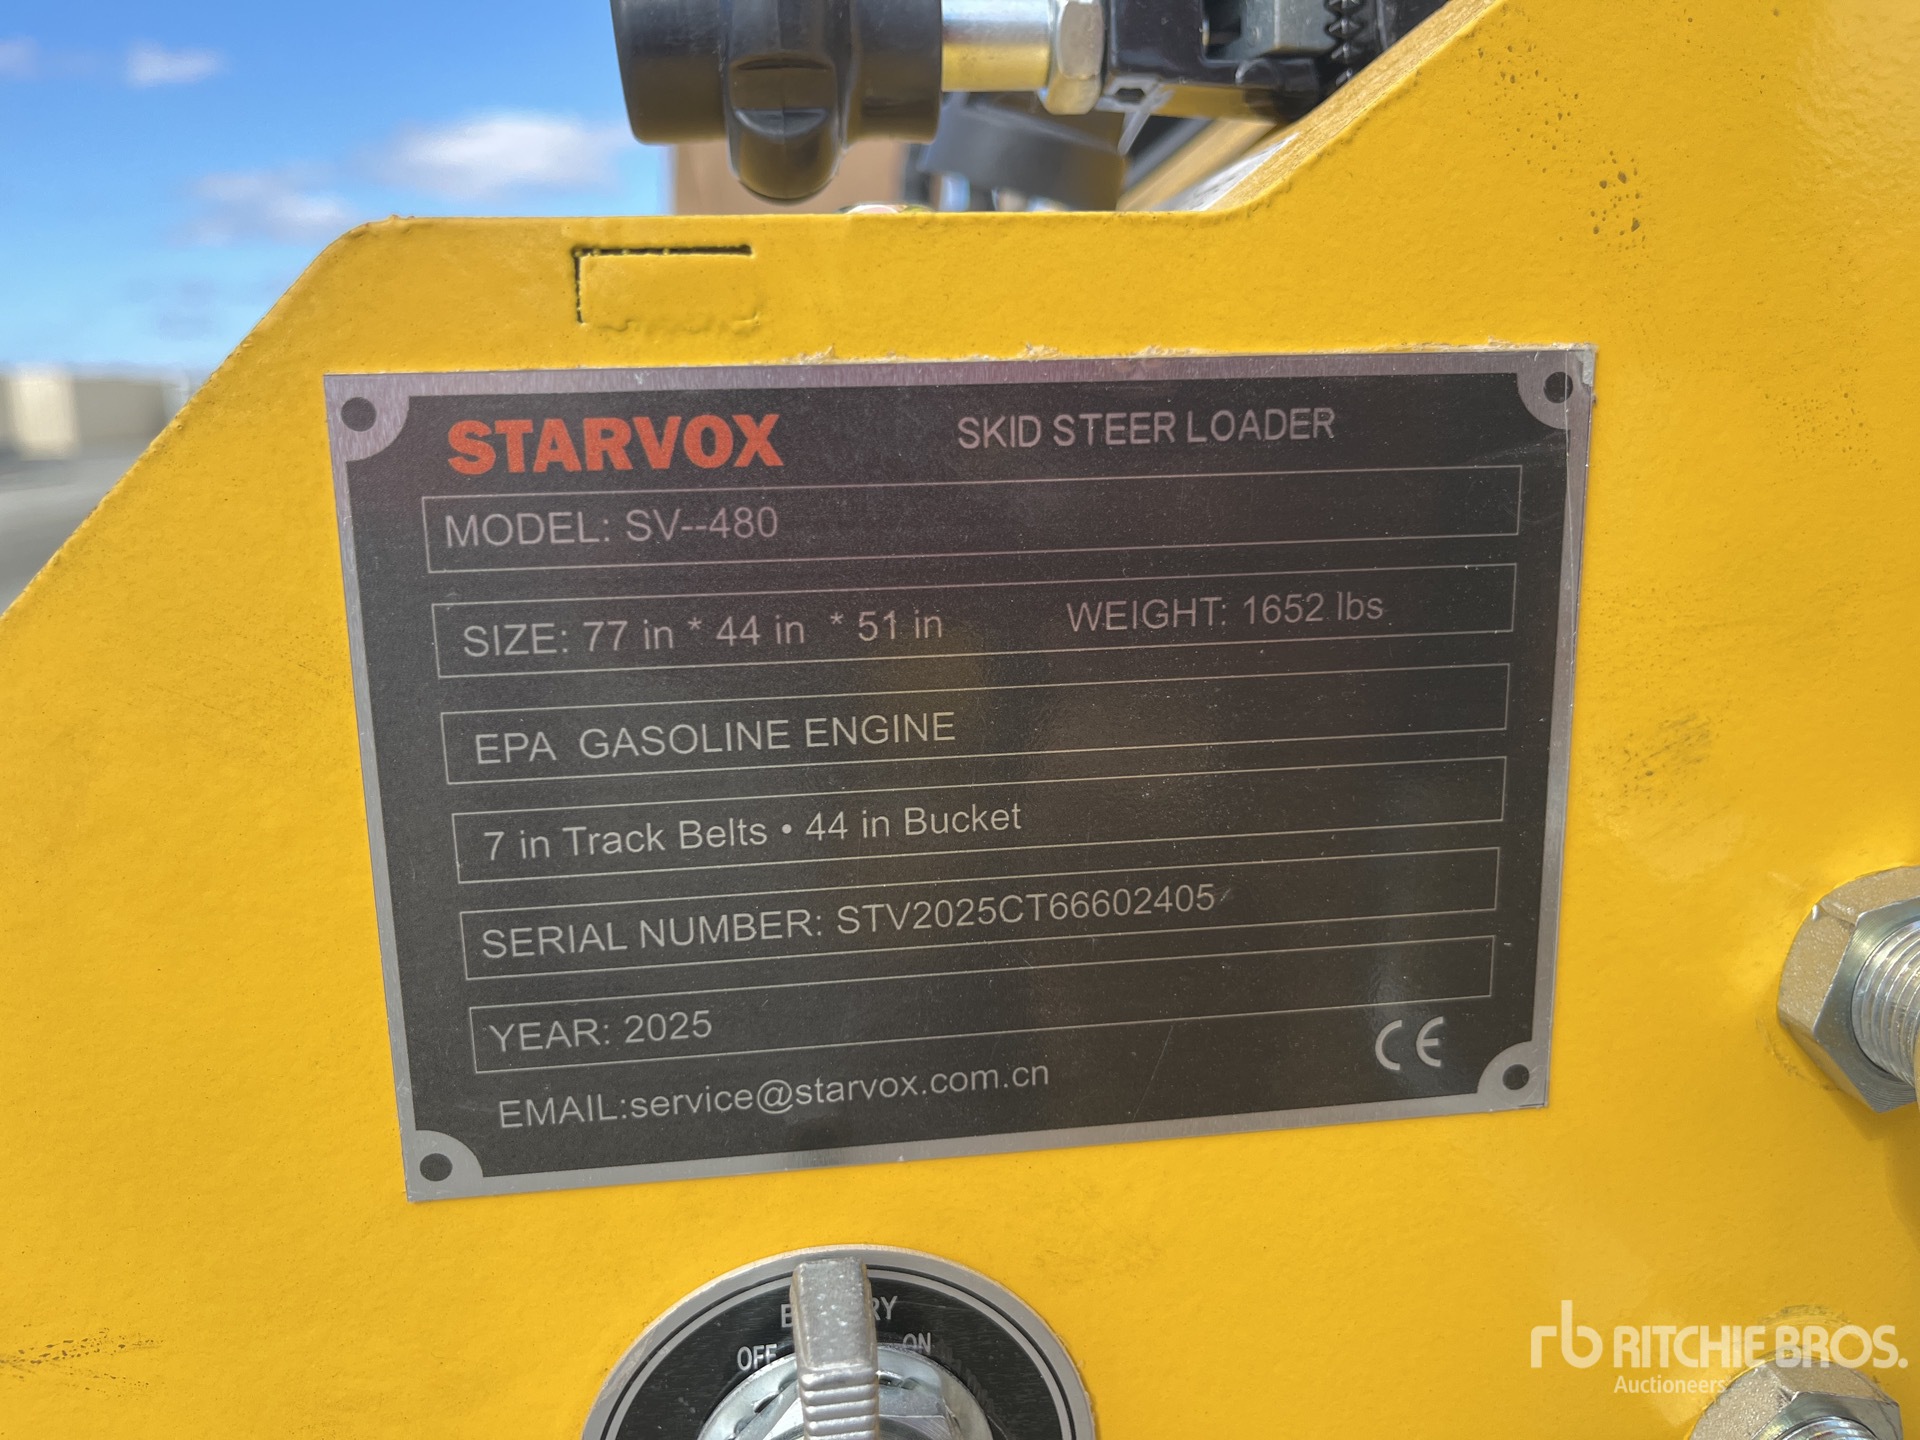 STARVOX SKID STEER LOADER
MODEL: SV--480
SIZE: 77 in * 44 in * 51 in WEIGHT: 1652 lbs
EPA GASOLINE ENGINE
7 in Track Belts • 44 in Bucket
SERIAL NUMBER: STV2025CT66602405
YEAR: 2025
EMAIL:service@starvox.com.cn
CE
OFF ON
rb RITCHIE BROS.
Auctioneers